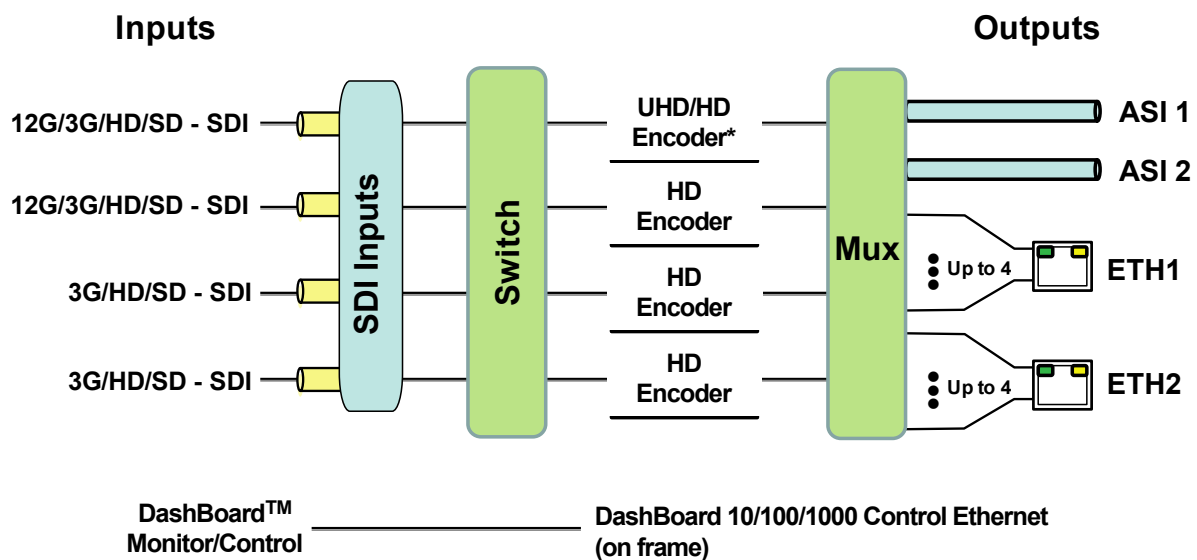 Inputs
Outputs
12G/3G/HD/SD - SDI
12G/3G/HD/SD - SDI
3G/HD/SD - SDI
3G/HD/SD - SDI
SDI Inputs
Switch
UHD/HD
Encoder*
HD
Encoder
HD
Encoder
HD
Encoder
Mux
ASI 1
ASI 2
Up to 4
ETH1
Up to 4
ETH2
DashBoard™
Monitor/Control
DashBoard 10/100/1000 Control Ethernet
(on frame)